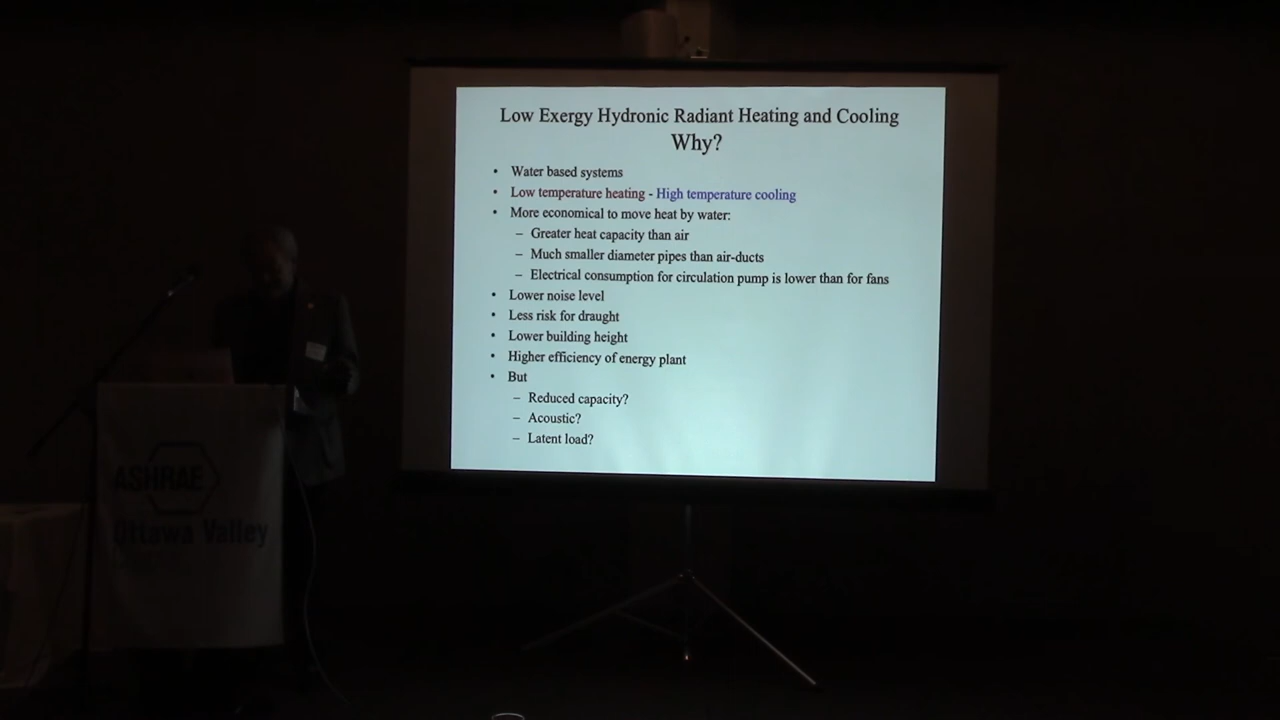 Low Exergy Hydronic Radiant Heating and Cooling
Why?
• Water based systems
• Low temperature heating - High temperature cooling
• More economical to move heat by water:
– Greater heat capacity than air
– Much smaller diameter pipes than air-ducts
– Electrical consumption for circulation pump is lower than for fans
• Lower noise level
• Less risk for draught
• Lower building height
• Higher efficiency of energy plant
• But
– Reduced capacity?
– Acoustic?
– Latent load?
ASHRAE
Ottawa Valley